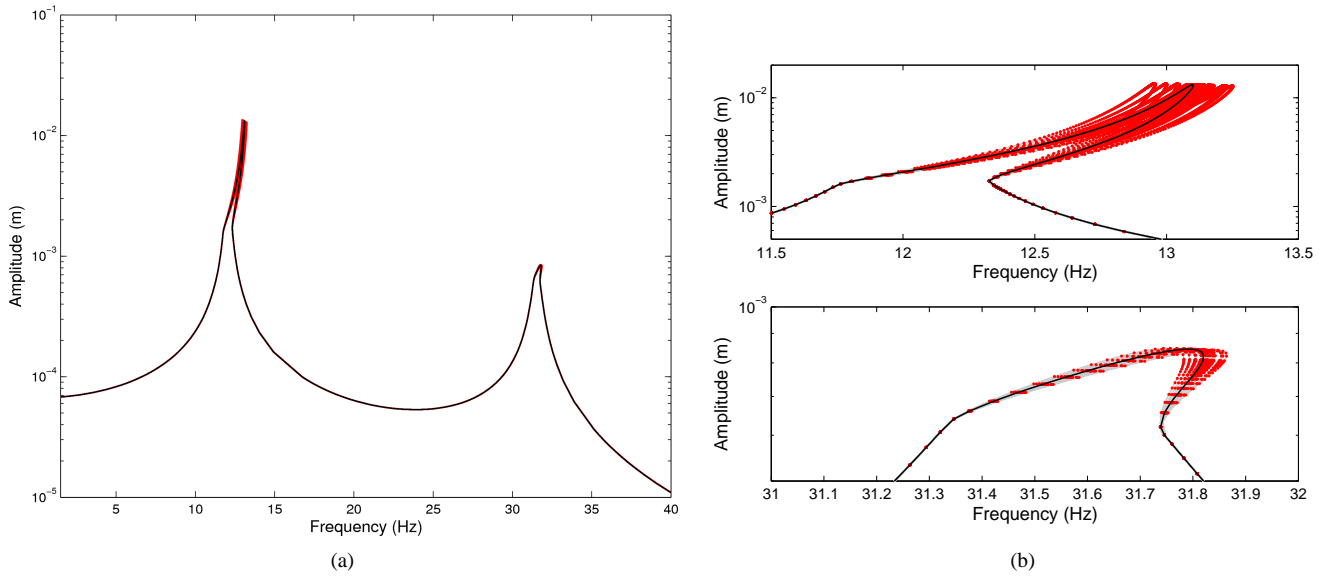 10⁻¹
10⁻²
10⁻³
10⁻⁴
10⁻⁵
Amplitude (m)
5 10 15 20 25 30 35 40
Frequency (Hz)
(a)
10⁻²
10⁻³
Amplitude (m)
11.5 12 12.5 13 13.5
Frequency (Hz)
10⁻³
Amplitude (m)
31 31.1 31.2 31.3 31.4 31.5 31.6 31.7 31.8 31.9 32
Frequency (Hz)
(b)